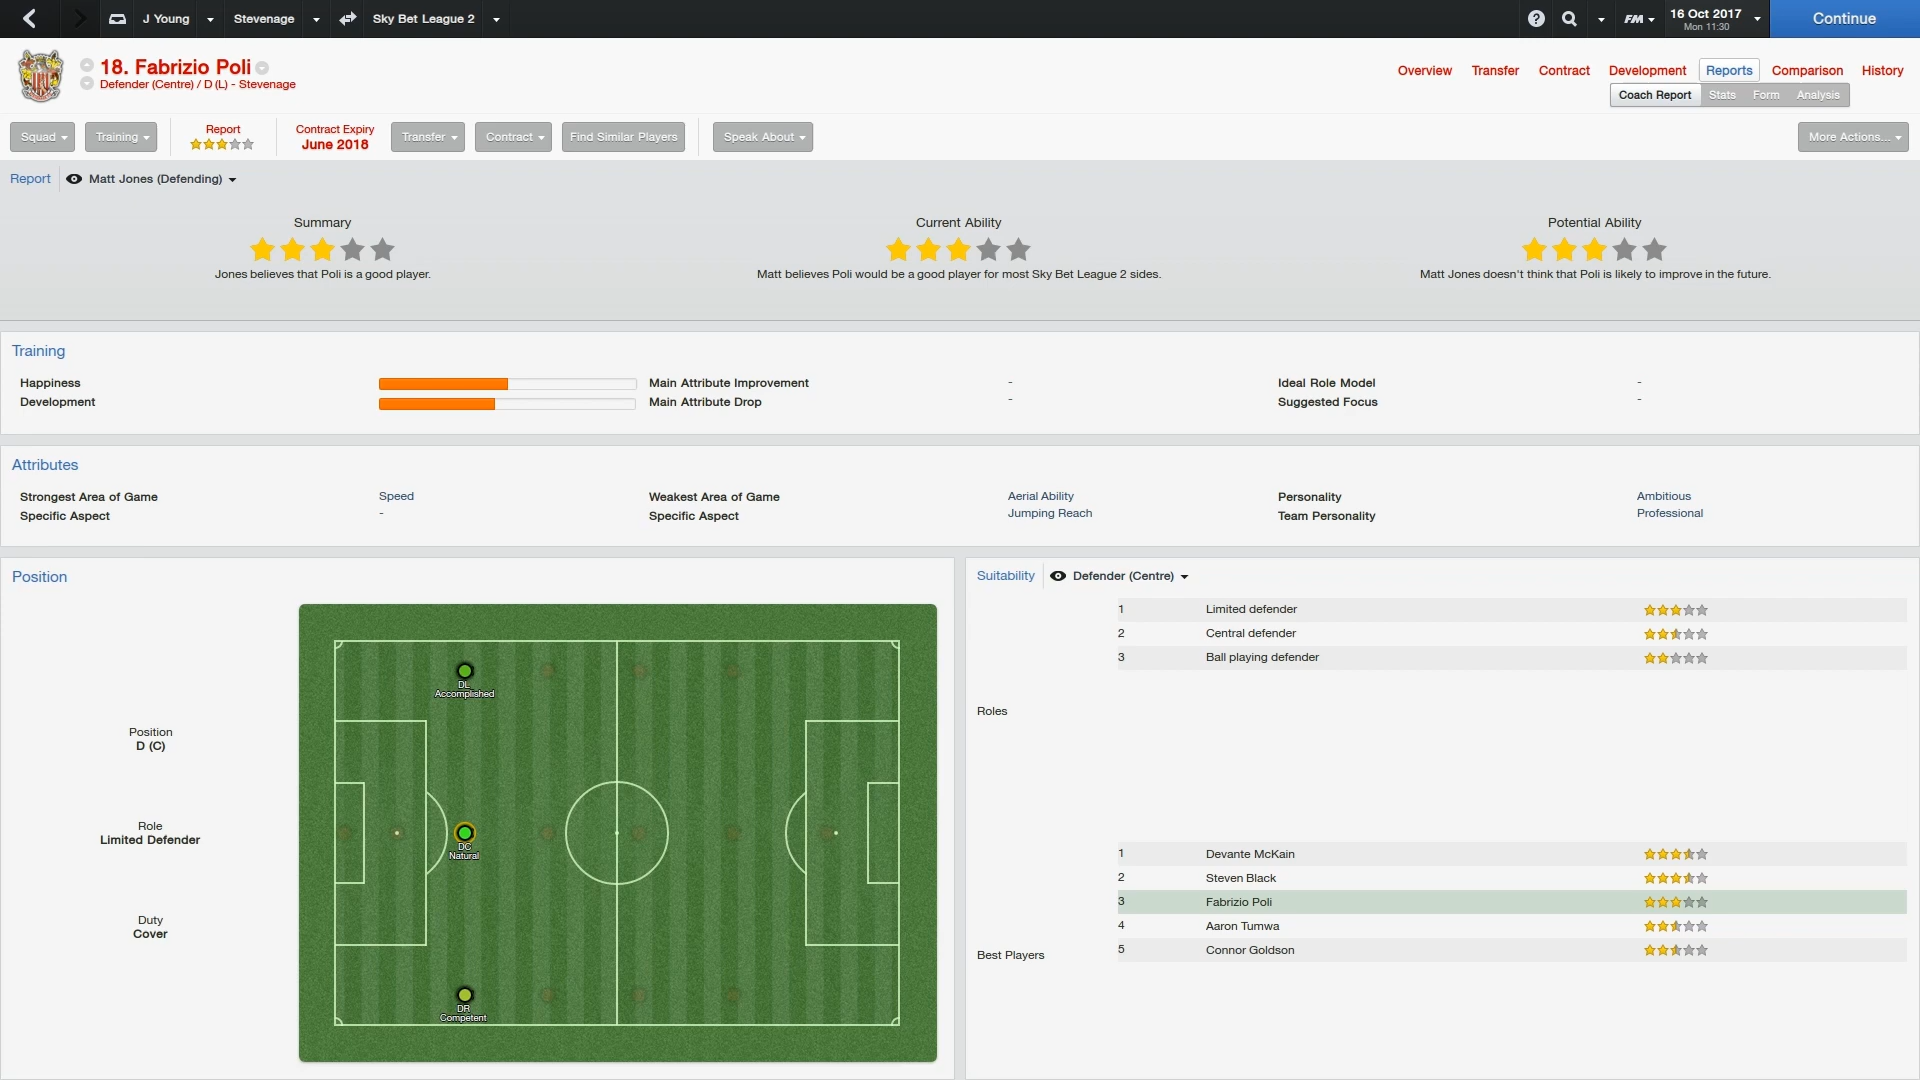 J Young
Stevenage
Sky Bet League 2
FM
16 Oct 2017
Mon 11:30
Continue
18. Fabrizio Poli
Defender (Centre) / D (L) - Stevenage
Overview
Transfer
Contract
Development
Reports
Comparison
History
Coach Report
Stats
Form
Analysis
Squad
Training
Report
Contract Expiry
June 2018
Transfer
Contract
Find Similar Players
Speak About
More Actions...
Report
Matt Jones (Defending)
Summary
Jones believes that Poli is a good player.
Current Ability
Matt believes Poli would be a good player for most Sky Bet League 2 sides.
Potential Ability
Matt Jones doesn't think that Poli is likely to improve in the future.
Training
Happiness
Main Attribute Improvement -
Ideal Role Model -
Development
Main Attribute Drop -
Suggested Focus -
Attributes
Strongest Area of Game Speed
Weakest Area of Game Aerial Ability
Personality Ambitious
Specific Aspect -
Specific Aspect Jumping Reach
Team Personality Professional
Position
Position
D (C)
Role
Limited Defender
Duty
Cover
DL
Accomplished
DC
Natural
DR
Competent
Suitability
Defender (Centre)
Roles
1 Limited defender
2 Central defender
3 Ball playing defender
Best Players
1 Devante McKain
2 Steven Black
3 Fabrizio Poli
4 Aaron Tumwa
5 Connor Goldson